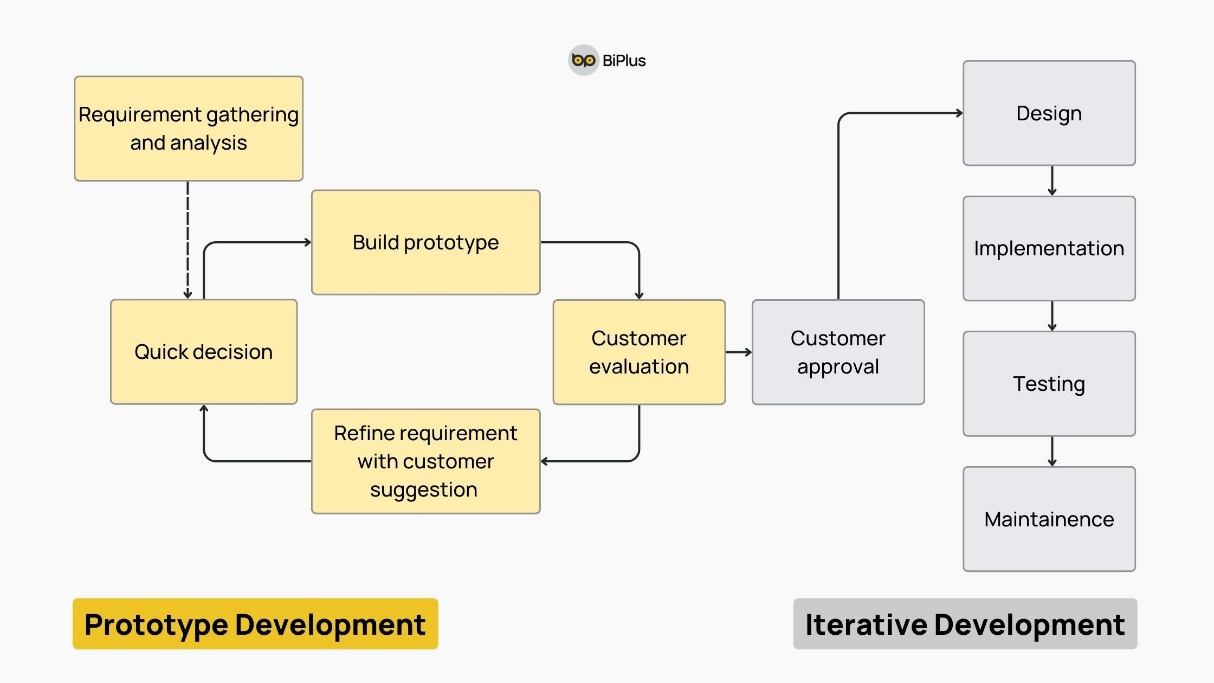 BiPlus
Requirement gathering
and analysis
Build prototype
Quick decision
Customer
evaluation
Refine requirement
with customer
suggestion
Customer
approval
Design
Implementation
Testing
Maintainence
Prototype Development
Iterative Development